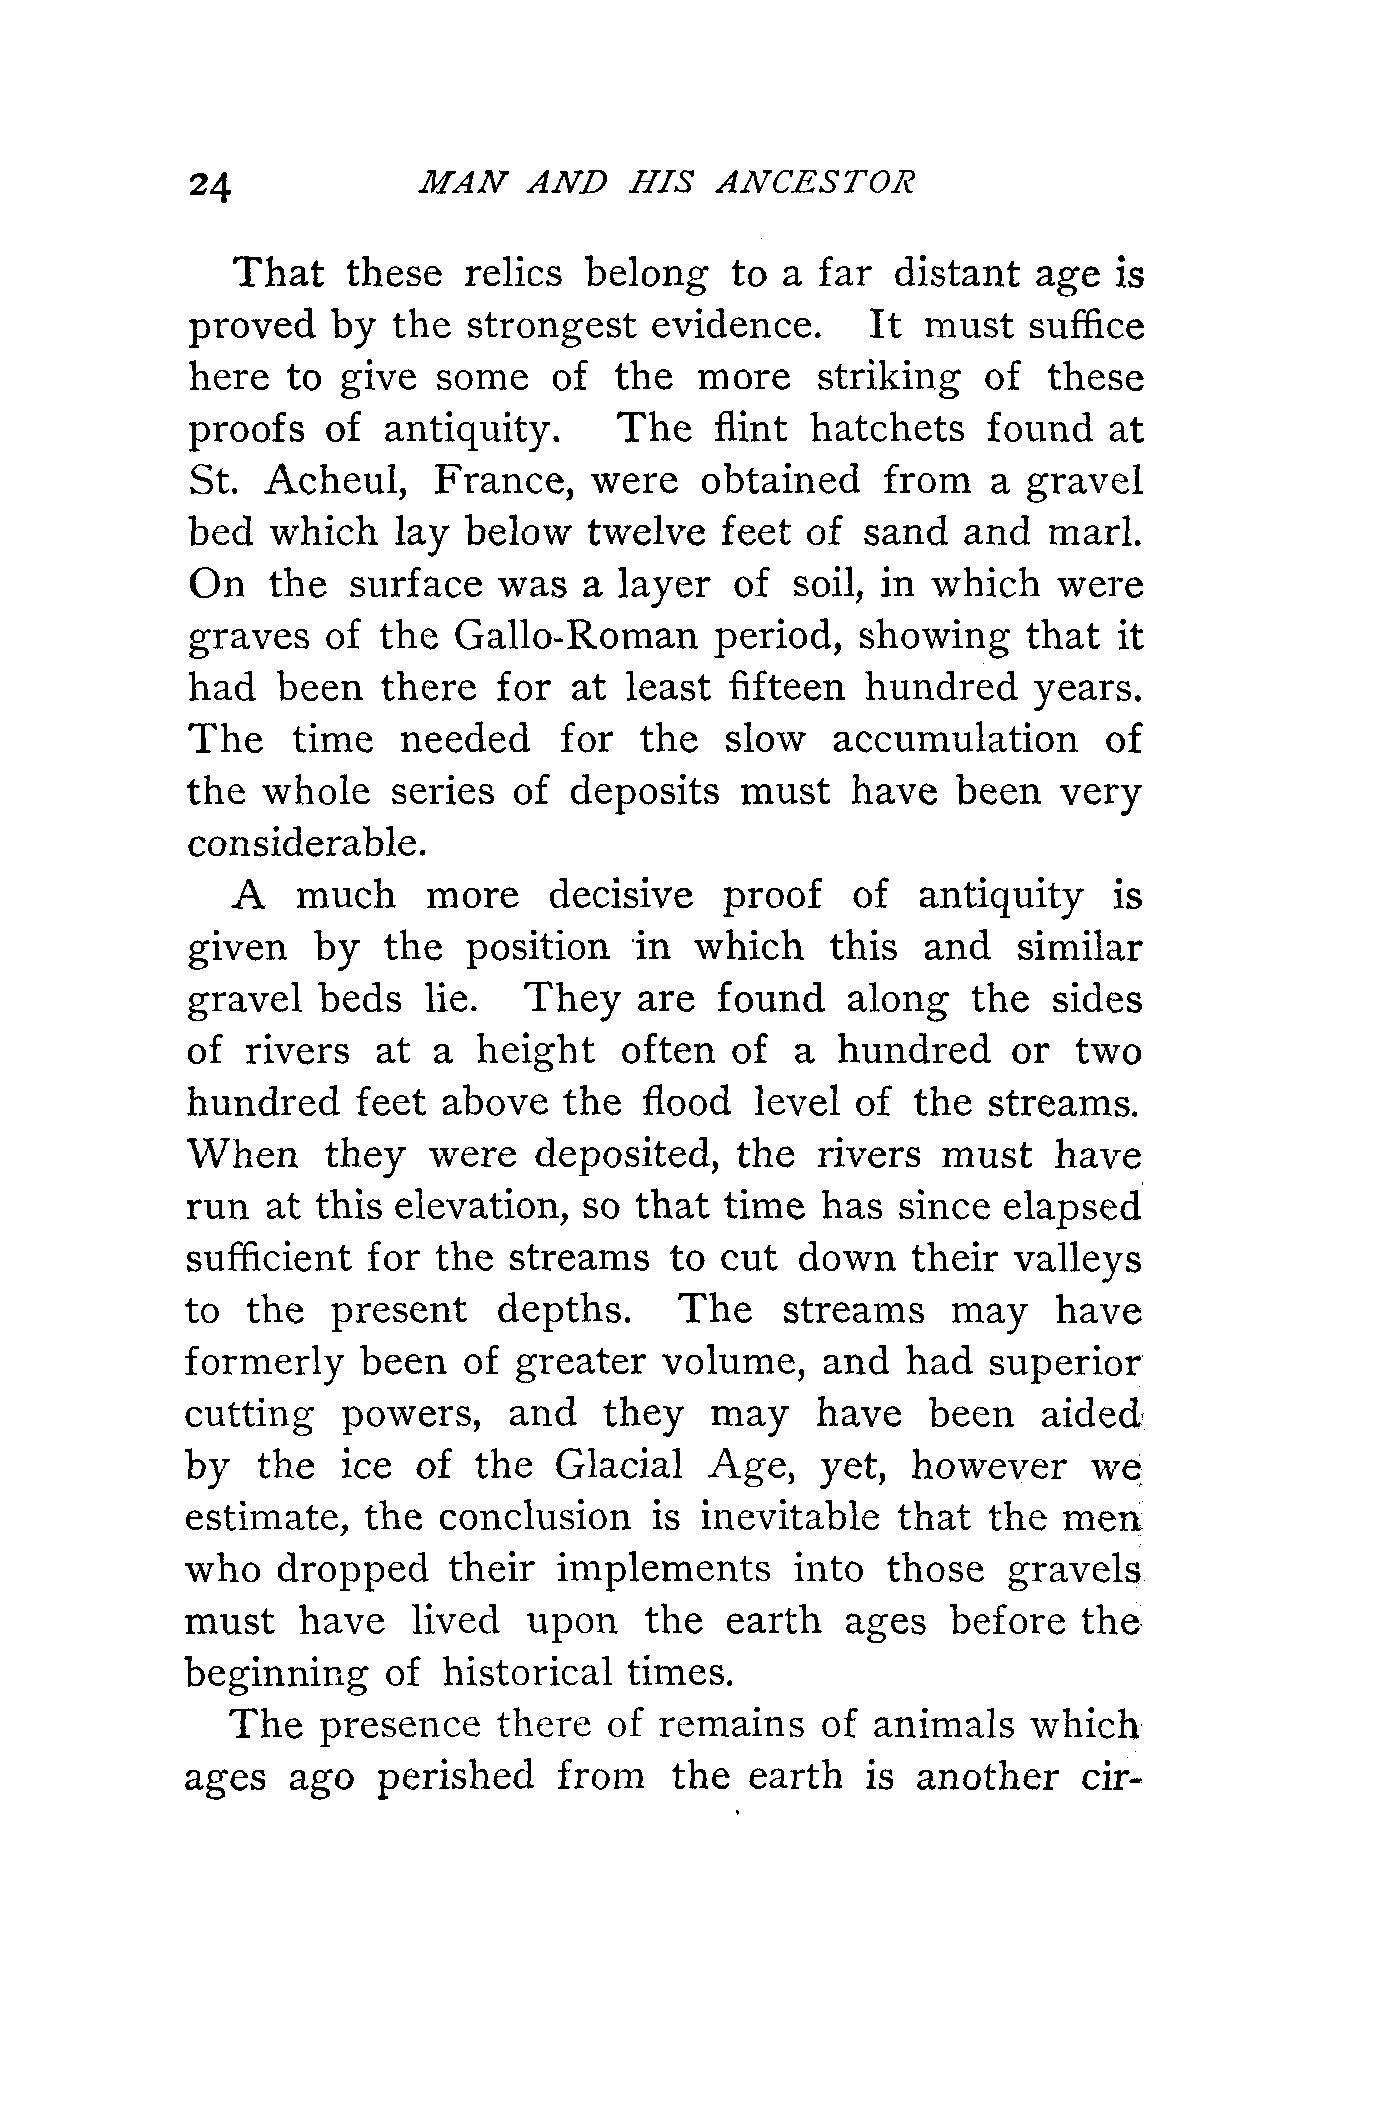 24 MAN AND HIS ANCESTOR
That these relics belong to a far distant age is
proved by the strongest evidence. It must suffice
here to give some of the more striking of these
proofs of antiquity. The flint hatchets found at
St. Acheul, France, were obtained from a gravel
bed which lay below twelve feet of sand and marl.
On the surface was a layer of soil, in which were
graves of the Gallo-Roman period, showing that it
had been there for at least fifteen hundred years.
The time needed for the slow accumulation of
the whole series of deposits must have been very
considerable.
A much more decisive proof of antiquity is
given by the position in which this and similar
gravel beds lie. They are found along the sides
of rivers at a height often of a hundred or two
hundred feet above the flood level of the streams.
When they were deposited, the rivers must have
run at this elevation, so that time has since elapsed
sufficient for the streams to cut down their valleys
to the present depths. The streams may have
formerly been of greater volume, and had superior
cutting powers, and they may have been aided
by the ice of the Glacial Age, yet, however we
estimate, the conclusion is inevitable that the men
who dropped their implements into those gravels
must have lived upon the earth ages before the
beginning of historical times.
The presence there of remains of animals which
ages ago perished from the earth is another cir-